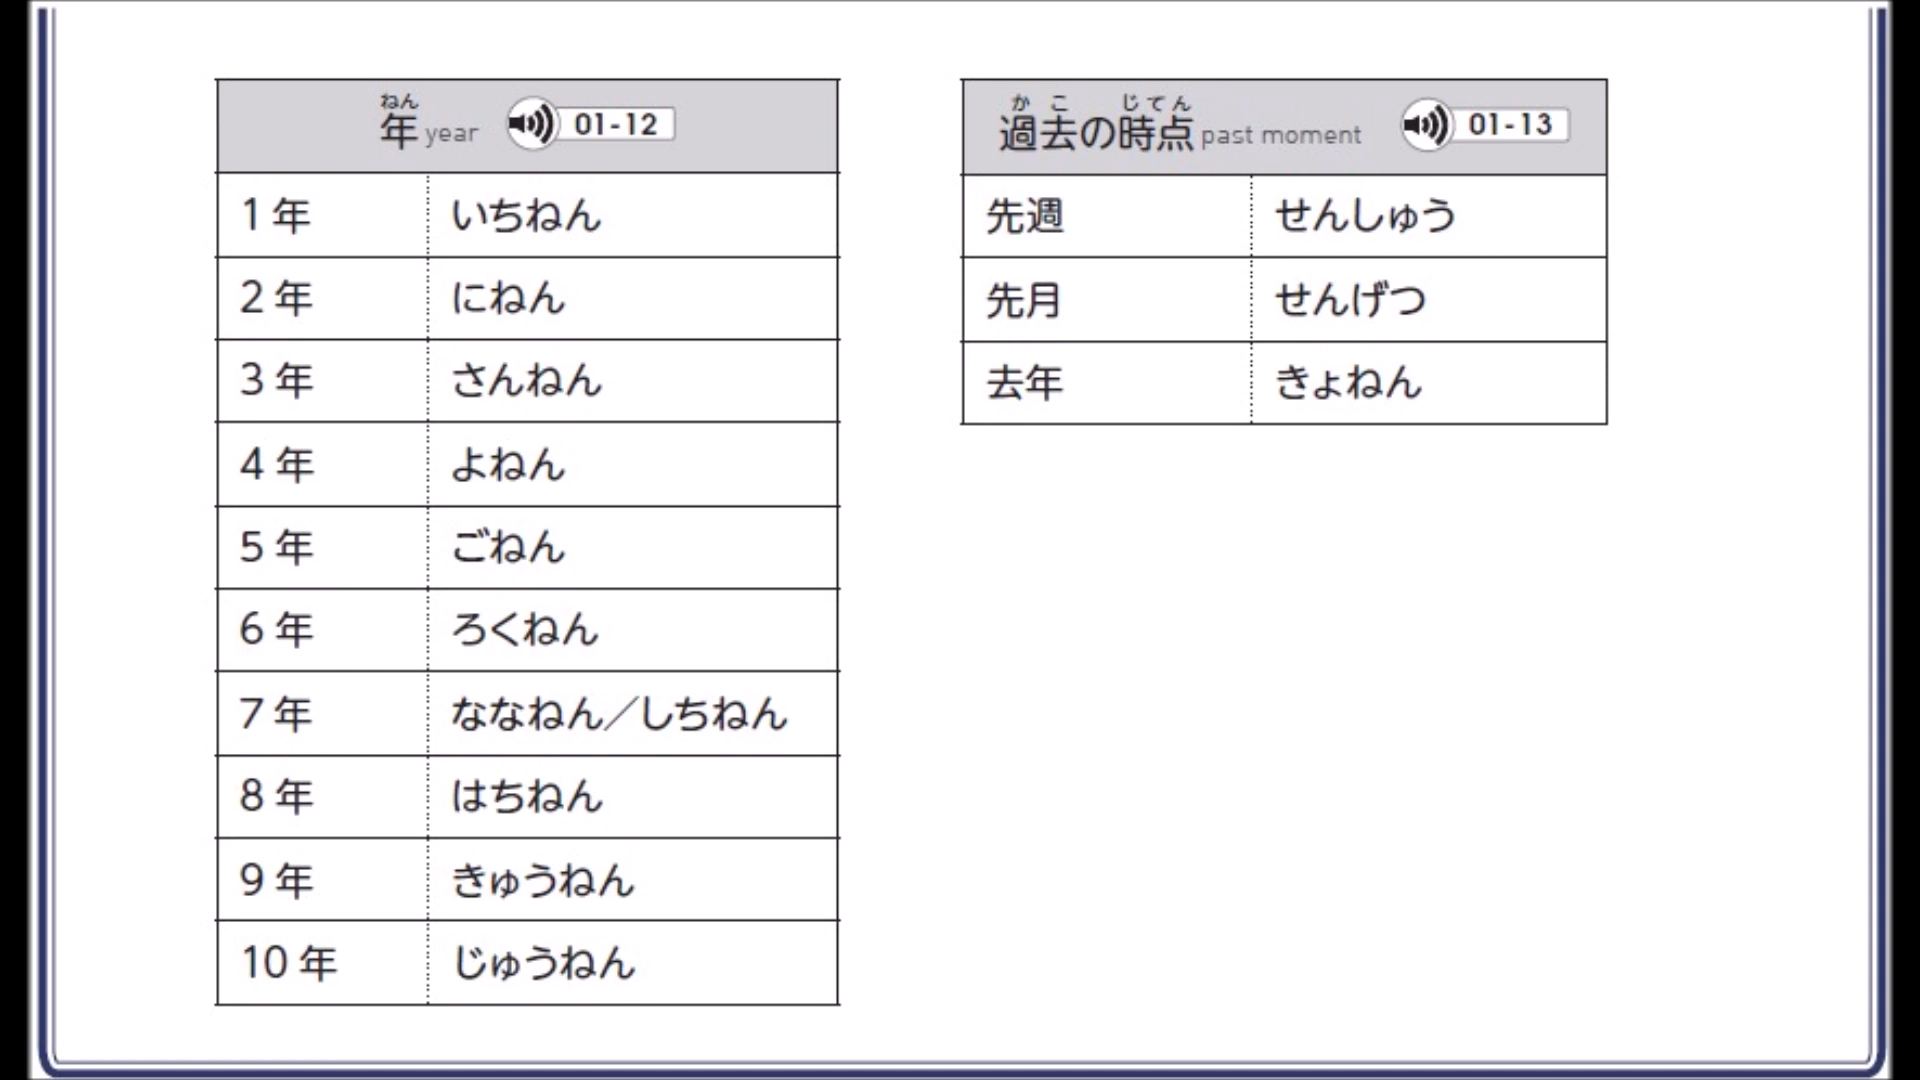 ねん
年 year 01-12
1 年 いちねん
2 年 にねん
3 年 さんねん
4 年 よねん
5 年 ごねん
6 年 ろくねん
7 年 ななねん／しちねん
8 年 はちねん
9 年 きゅうねん
10 年 じゅうねん
かこ じてん
過去の時点 past moment 01-13
先週 せんしゅう
先月 せんげつ
去年 きょねん